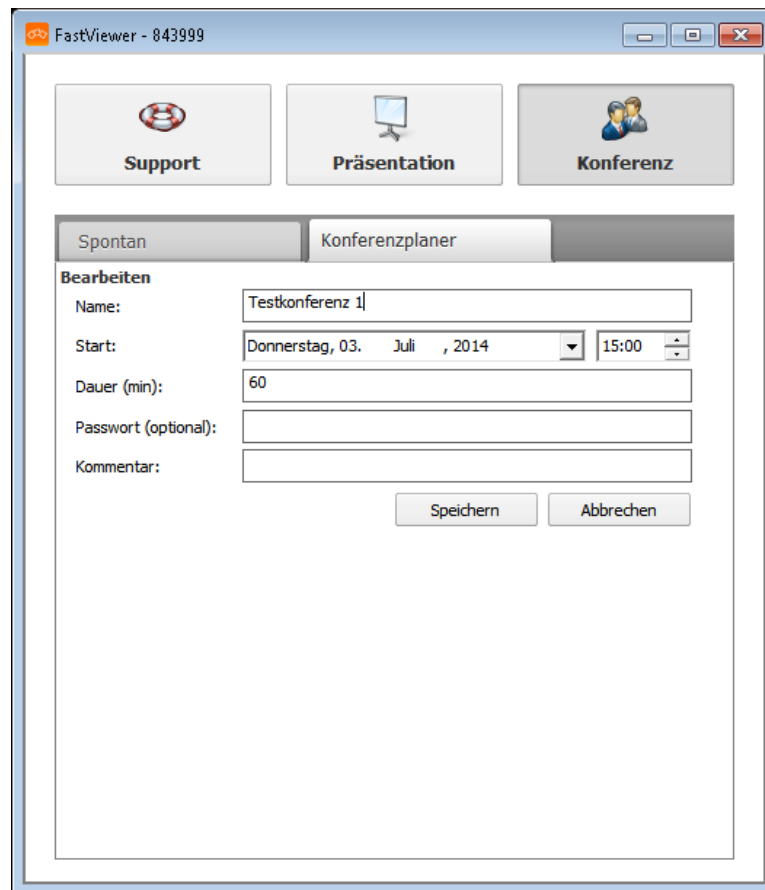 FastViewer - 843999
Support Präsentation Konferenz
Spontan Konferenzplaner
Bearbeiten
Name: Testkonferenz 1
Start: Donnerstag, 03. Juli , 2014 15:00
Dauer (min): 60
Passwort (optional):
Kommentar:
Speichern Abbrechen